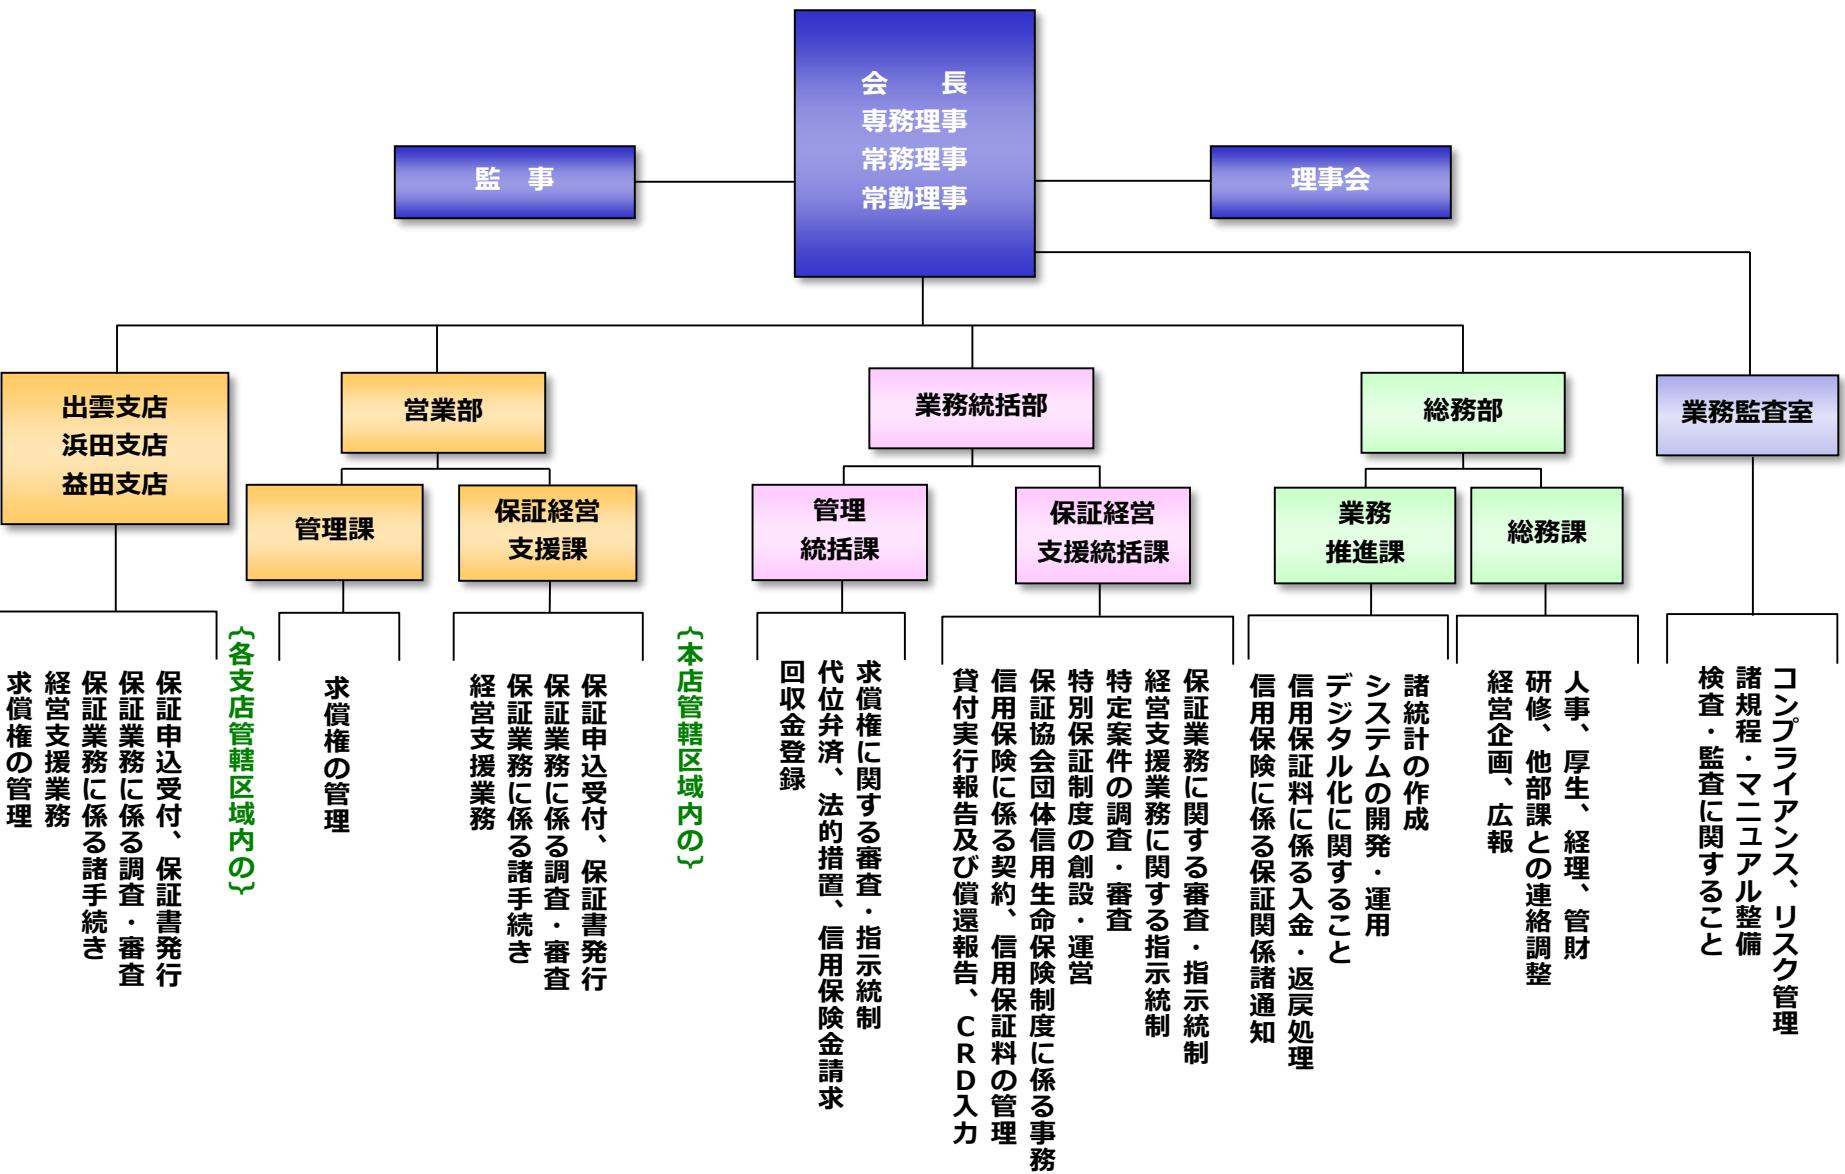 会　　長
専務理事
常務理事
常勤理事
監　事
理事会
出雲支店
浜田支店
益田支店
営業部
業務統括部
総務部
業務監査室
管理課
保証経営
支援課
管理
統括課
保証経営
支援統括課
業務
推進課
総務課
コンプライアンス、リスク管理
諸規程・マニュアル整備
検査・監査に関すること
人事、厚生、経理、管財
研修、他部課との連絡調整
経営企画、広報
諸統計の作成
システムの開発・運用
デジタル化に関すること
信用保証料に係る入金・返戻処理
信用保険に係る保証関係諸通知
保証業務に関する審査・指示統制
経営支援業務に関する指示統制
特定案件の調査・審査
特別保証制度の創設・運営
保証協会団体信用生命保険制度に係る事務
信用保険に係る契約、信用保証料の管理
貸付実行報告及び償還報告、ＣＲＤ入力
求償権に関する審査・指示統制
代位弁済、法的措置、信用保険金請求
回収金登録
{本店管轄区域内の}
保証申込受付、保証書発行
保証業務に係る調査・審査
保証業務に係る諸手続き
経営支援業務
求償権の管理
{各支店管轄区域内の}
保証申込受付、保証書発行
保証業務に係る調査・審査
保証業務に係る諸手続き
経営支援業務
求償権の管理